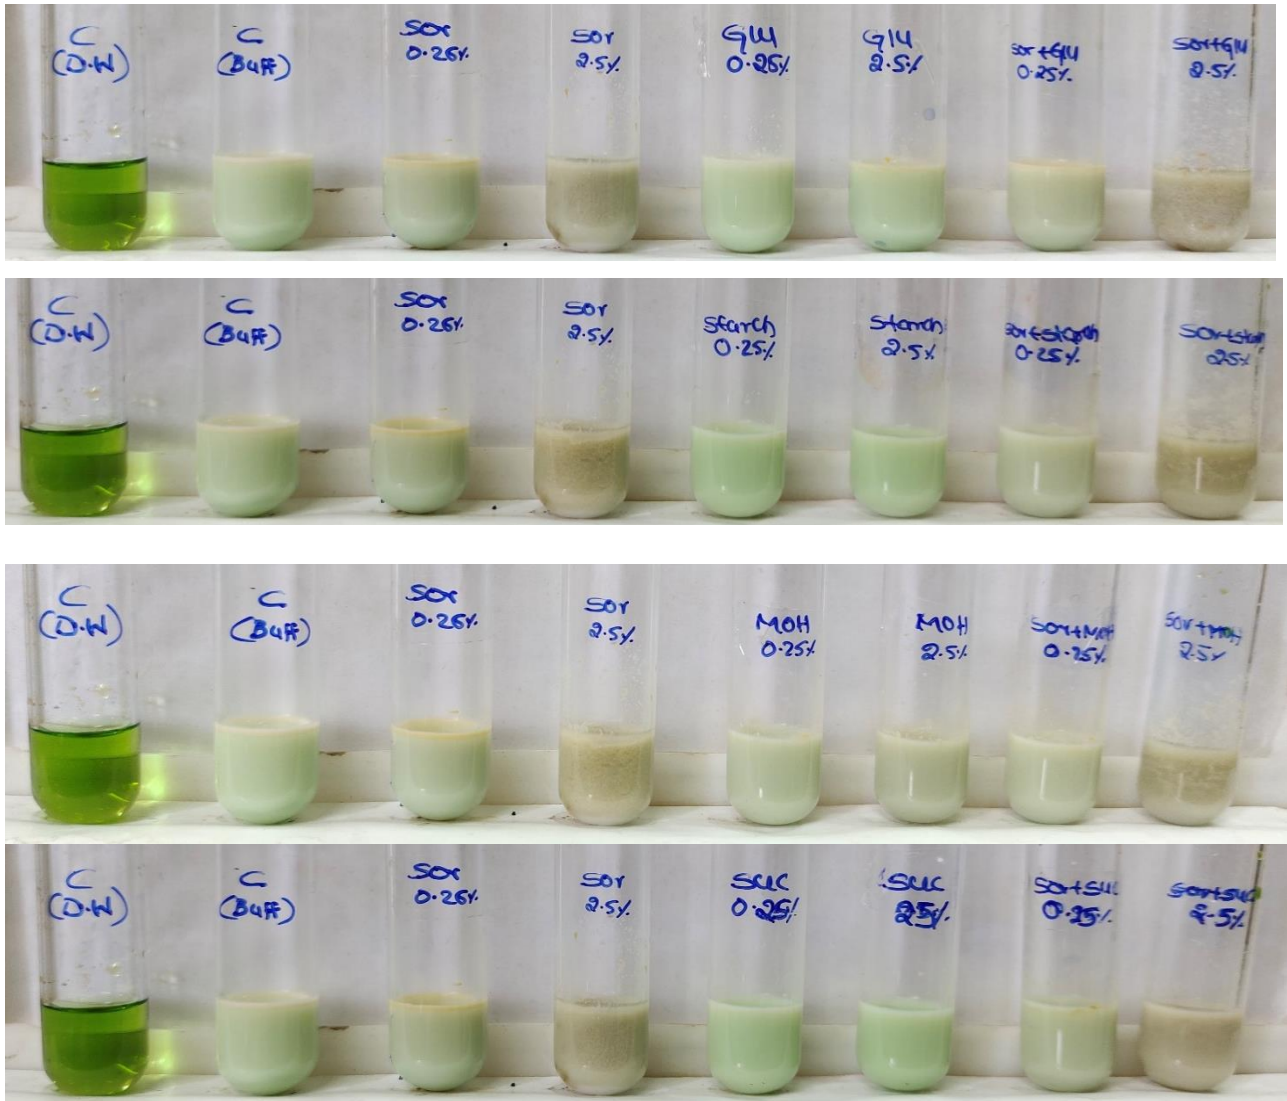 C
(D.W)
C
(Buff)
Sor
0.25%
Sor
2.5%
Glu
0.25%
Glu
2.5%
Sor+Glu
0.25%
Sor+Glu
2.5%
C
(D.W)
C
(Buff)
Sor
0.25%
Sor
2.5%
Starch
0.25%
Starch
2.5%
Sor+Starch
0.25%
Sor+Starch
2.5%
C
(D.W)
C
(Buff)
Sor
0.25%
Sor
2.5%
MOH
0.25%
MOH
2.5%
Sor+MOH
0.25%
Sor+MOH
2.5%
C
(D.W)
C
(Buff)
Sor
0.25%
Sor
2.5%
SUC
0.25%
SUC
2.5%
Sor+SUC
0.25%
Sor+SUC
2.5%